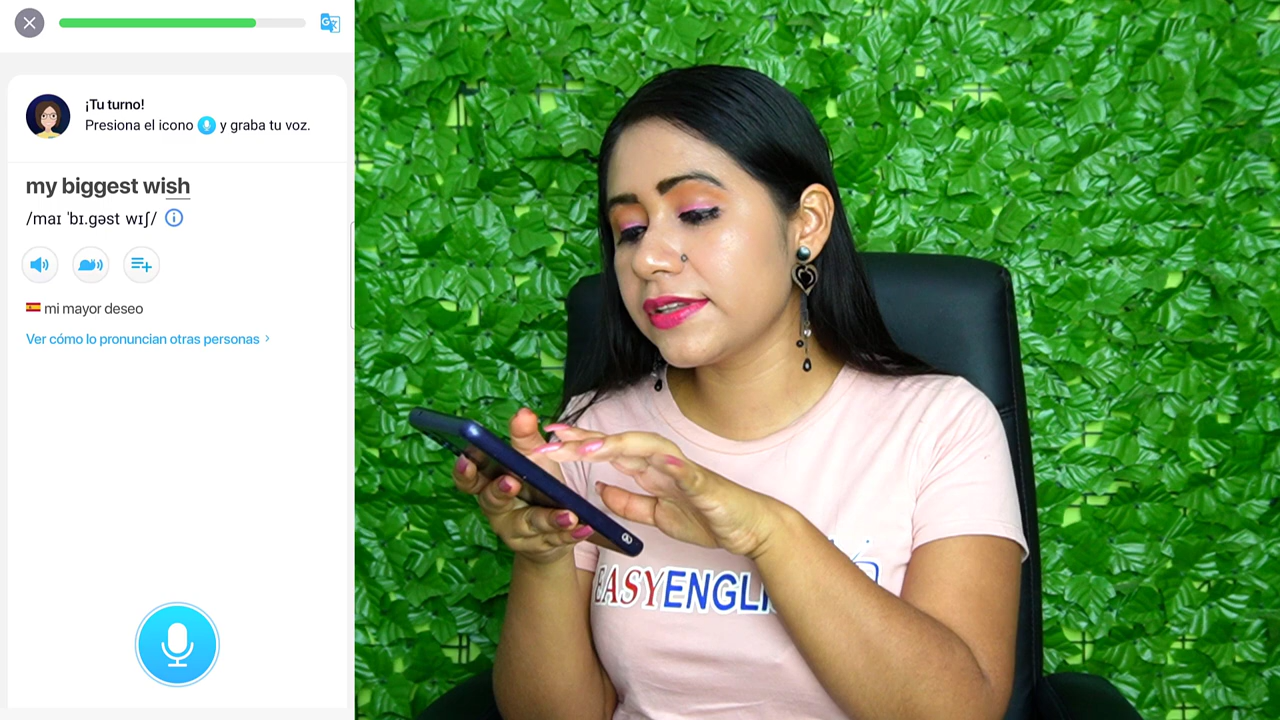 ¡Tu turno!
Presiona el icono y graba tu voz.
my biggest wish
/maɪ ˈbɪ.gəst wɪʃ/
mi mayor deseo
Ver cómo lo pronuncian otras personas
EASYENGLI